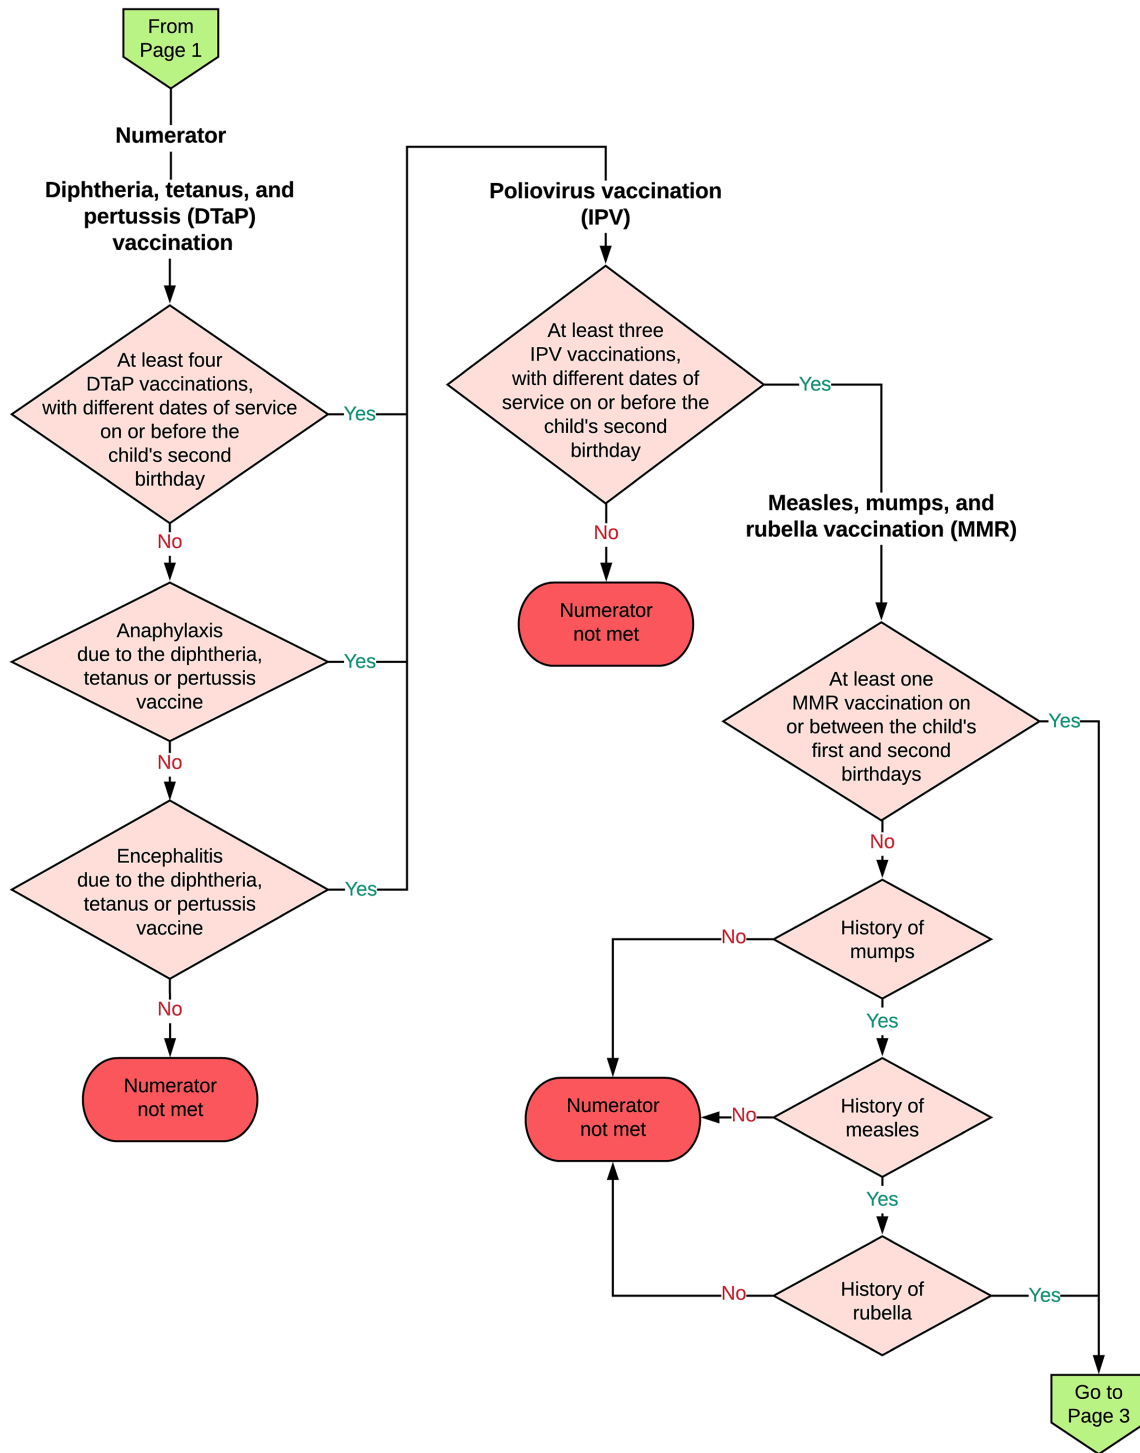 From
Page 1
Numerator
Diphtheria, tetanus, and
pertussis (DTaP)
vaccination
At least four
DTaP vaccinations,
with different dates of service
on or before the
child's second
birthday
Yes
No
Anaphylaxis
due to the diphtheria,
tetanus or pertussis
vaccine
Yes
No
Encephalitis
due to the diphtheria,
tetanus or pertussis
vaccine
Yes
No
Numerator
not met
Poliovirus vaccination
(IPV)
At least three
IPV vaccinations,
with different dates of
service on or before the
child's second
birthday
Yes
No
Numerator
not met
Measles, mumps, and
rubella vaccination (MMR)
At least one
MMR vaccination on
or between the child's
first and second
birthdays
Yes
No
History of
mumps
No
Yes
History of
measles
No
Numerator
not met
Yes
History of
rubella
No
Yes
Go to
Page 3